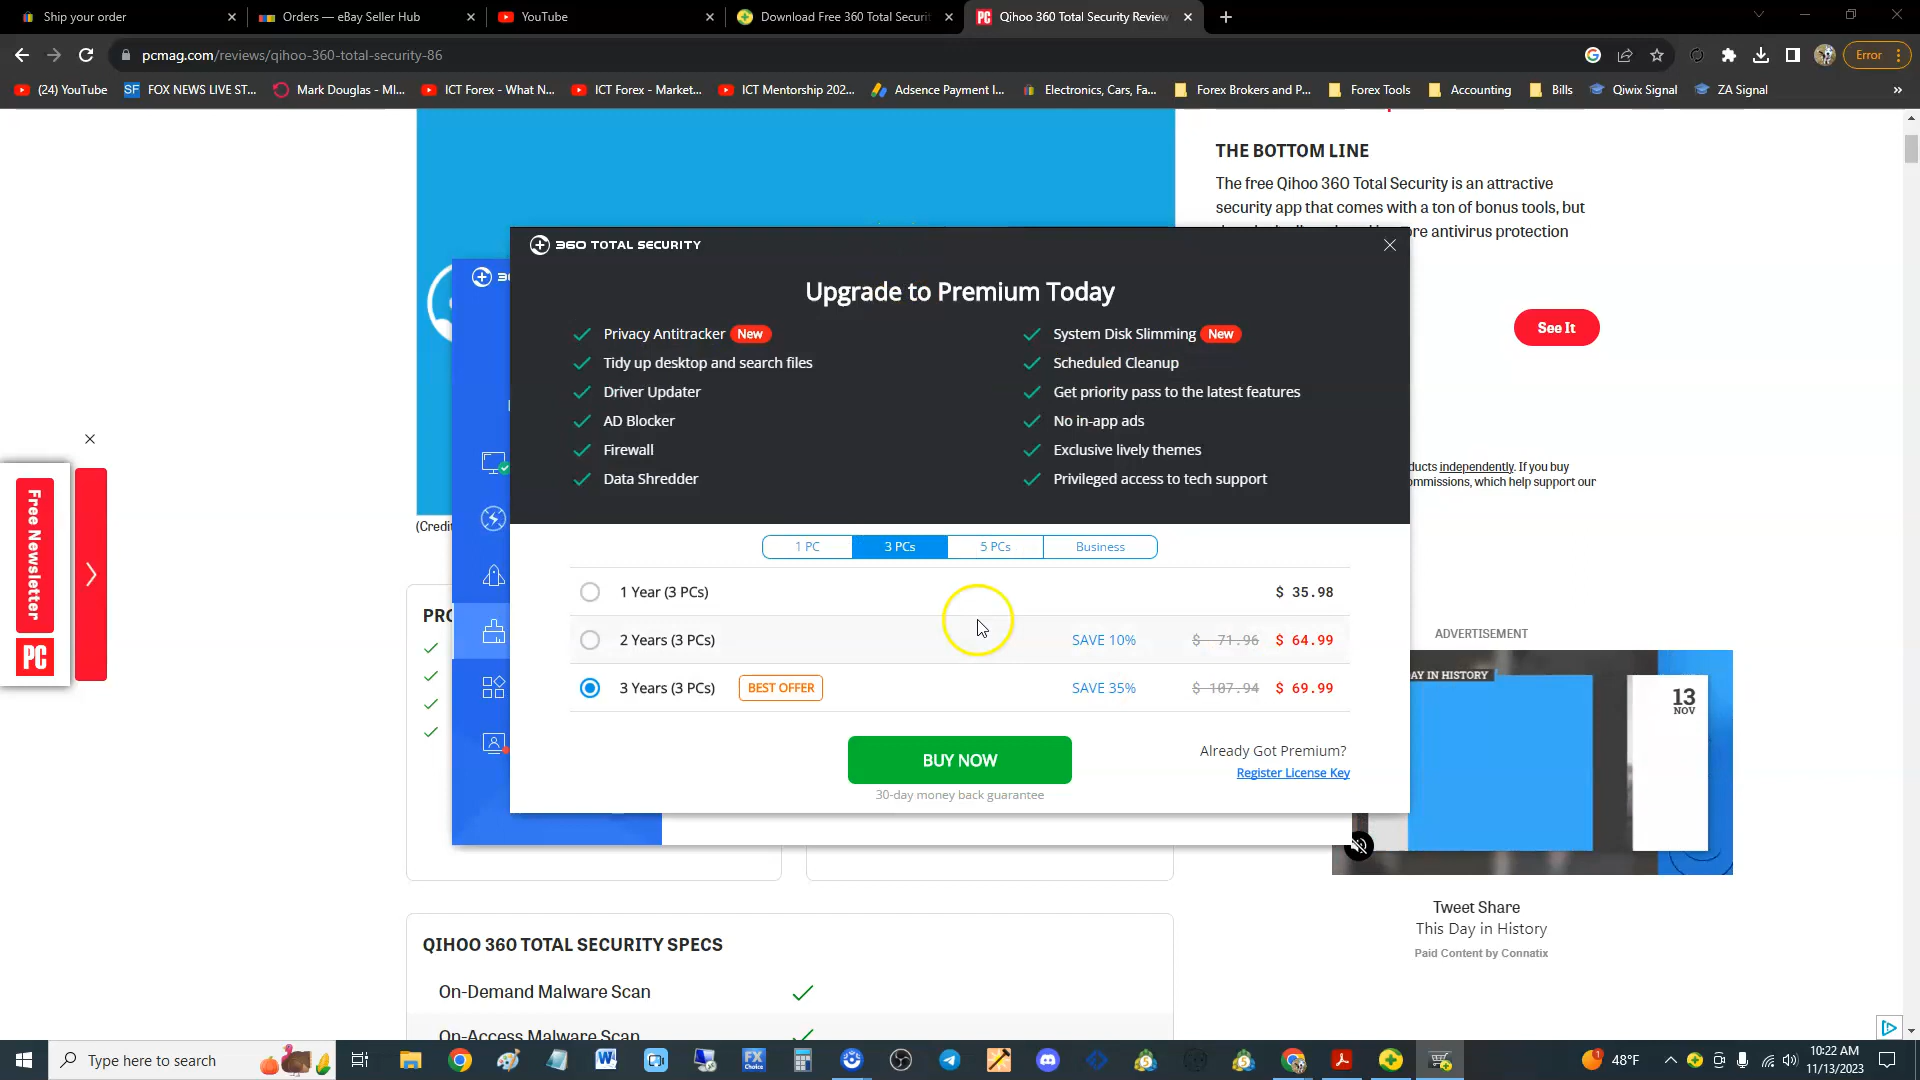 Ship your order
Orders — eBay Seller Hub
YouTube
Download Free 360 Total Securit
Qihoo 360 Total Security Review
pcmag.com/reviews/qihoo-360-total-security-86
Error
(24) YouTube
SF FOX NEWS LIVE ST...
Mark Douglas - MI...
ICT Forex - What N...
ICT Forex - Market...
ICT Mentorship 202...
Adsence Payment I...
Electronics, Cars, Fa...
Forex Brokers and P...
Forex Tools
Accounting
Bills
Qiwix Signal
ZA Signal
»
THE BOTTOM LINE
The free Qihoo 360 Total Security is an attractive
security app that comes with a ton of bonus tools, but
re antivirus protection
See It
ducts independently. If you buy
ommissions, which help support our
360 TOTAL SECURITY
Upgrade to Premium Today
Privacy Antitracker New
Tidy up desktop and search files
Driver Updater
AD Blocker
Firewall
Data Shredder
System Disk Slimming New
Scheduled Cleanup
Get priority pass to the latest features
No in-app ads
Exclusive lively themes
Privileged access to tech support
1 PC
3 PCs
5 PCs
Business
1 Year (3 PCs) $ 35.98
2 Years (3 PCs) SAVE 10% $ 71.96 $ 64.99
3 Years (3 PCs) BEST OFFER SAVE 35% $ 107.94 $ 69.99
BUY NOW
30-day money back guarantee
Already Got Premium?
Register License Key
Free Newsletter
PC
(Credi
PRO
ADVERTISEMENT
AY IN HISTORY
13
NOV
Tweet Share
This Day in History
Paid Content by Connatix
QIHOO 360 TOTAL SECURITY SPECS
On-Demand Malware Scan
On-Access Malware Scan
Type here to search
FX
Choice
1
48°F
10:22 AM
11/13/2023